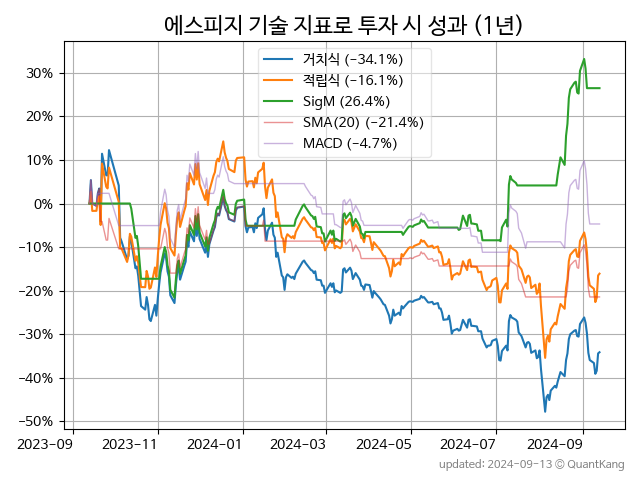 에스피지 기술 지표로 투자 시 성과 (1년)
거치식 (−34.1%)
적립식 (−16.1%)
SigM (26.4%)
SMA(20) (−21.4%)
MACD (−4.7%)
30%
20%
10%
0%
−10%
−20%
−30%
−40%
−50%
2023-09 2023-11 2024-01 2024-03 2024-05 2024-07 2024-09
updated: 2024-09-13 ⓒ QuantKang